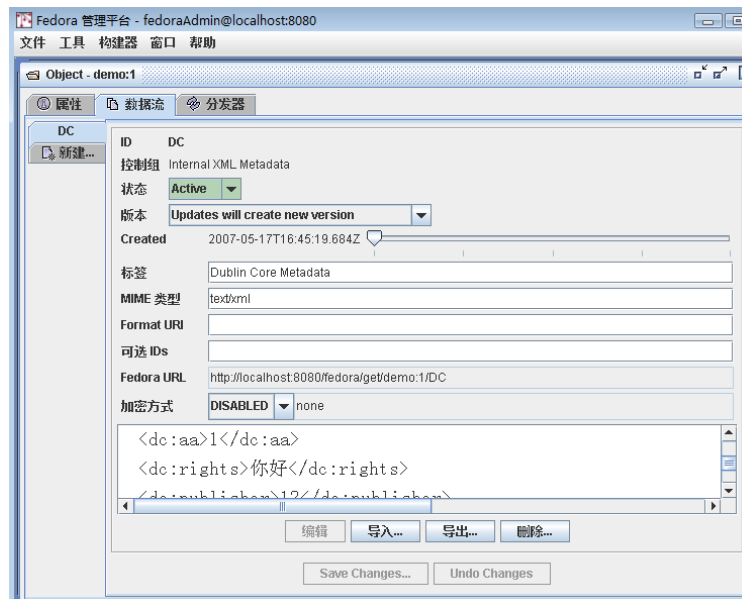 Fedora 管理平台 - fedoraAdmin@localhost:8080
文件 工具 构建器 窗口 帮助
Object - demo:1
属性 数据流 分发器
DC
新建...
ID DC
控制组 Internal XML Metadata
状态 Active
版本 Updates will create new version
Created 2007-05-17T16:45:19.684Z
标签 Dublin Core Metadata
MIME 类型 text/xml
Format URI
可选 IDs
Fedora URL http://localhost:8080/fedora/get/demo:1/DC
加密方式 DISABLED none
<dc:aa>1</dc:aa>
<dc:rights>你好</dc:rights>
<dc:publisher>12</dc:publisher>
编辑 导入... 导出... 删除...
Save Changes... Undo Changes